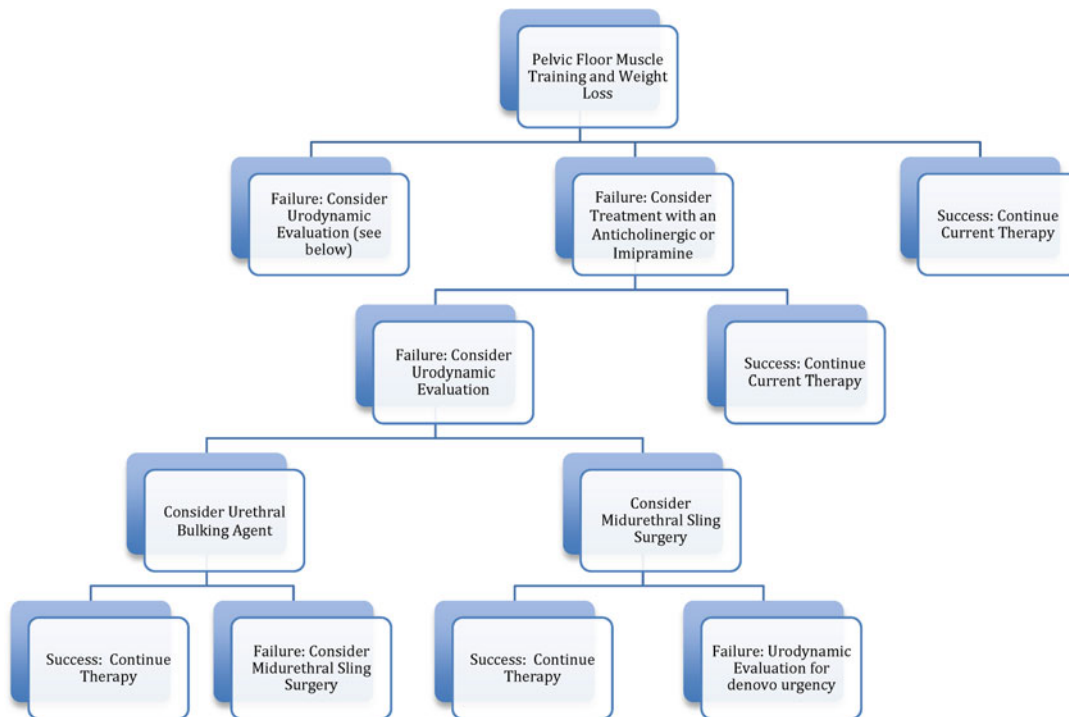 Pelvic Floor Muscle
Training and Weight
Loss
Failure: Consider
Urodynamic
Evaluation (see
below)
Failure: Consider
Treatment with an
Anticholinergic or
Imipramine
Success: Continue
Current Therapy
Failure: Consider
Urodynamic
Evaluation
Success: Continue
Current Therapy
Consider Urethral
Bulking Agent
Consider
Midurethral Sling
Surgery
Success:  Continue
Therapy
Failure: Consider
Midurethral Sling
Surgery
Success:  Continue
Therapy
Failure: Urodynamic
Evaluation for
denovo urgency